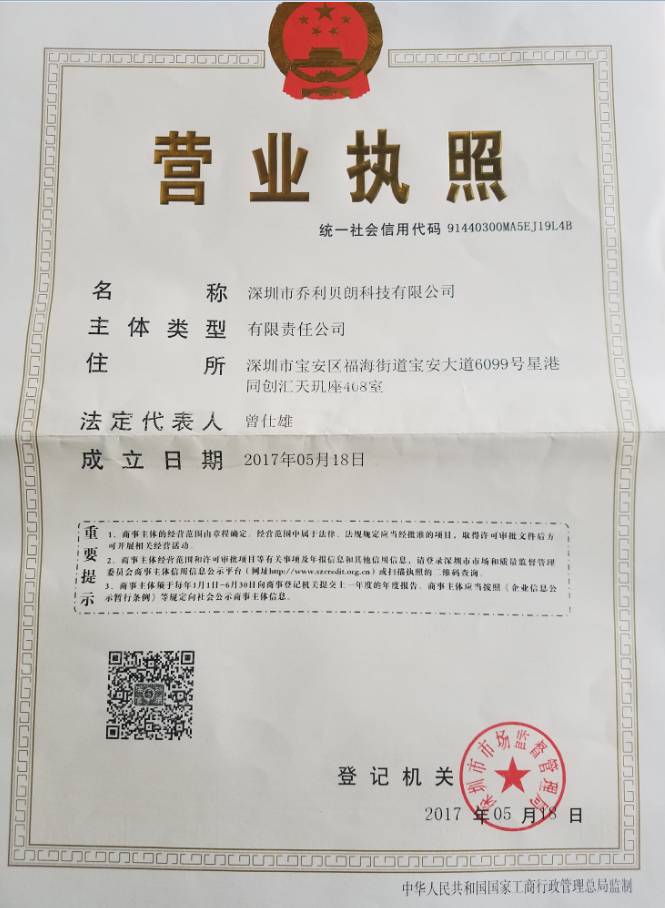 营业执照
统一社会信用代码 91440300MA5EJ19L4B
名称 深圳市乔利贝朗科技有限公司
主体类型 有限责任公司
住所 深圳市宝安区福海街道宝安大道6099号星港
同创汇天玑座468室
法定代表人 曾仕雄
成立日期 2017年05月18日
重要提示
1、商事主体的经营范围由章程确定。经营范围中属于法律、法规规定应当经批准的项目，取得许可审批文件后方
可开展相关经营活动。
2、商事主体经营范围和许可审批项目等有关事项及年报信息和其他信用信息，请登录深圳市市场和质量监督管理
委员会商事主体信用信息公示平台（网址http://www.szcredit.org.cn）或扫描执照的二维码查询。
3、商事主体须于每年1月1日-6月30日向商事登记机关提交上一年度的年度报告。商事主体应当按照《企业信息公
示暂行条例》等规定向社会公示商事主体信息。
深圳市市场监督管理局
登记机关
2017 年 05 月 18 日
中华人民共和国国家工商行政管理总局监制